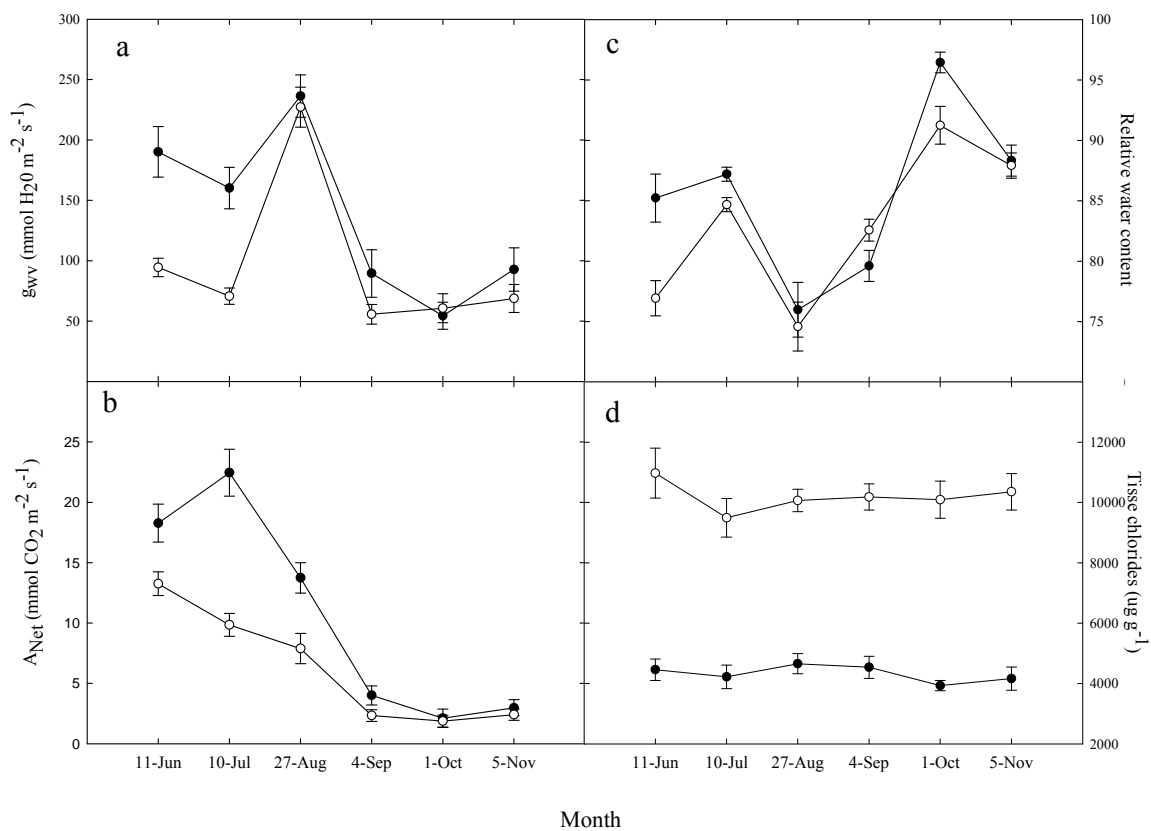 a
300
250
200
150
100
50
g_wv (mmol H_20 m^-2 s^-1)
c
100
95
90
85
80
75
Relative water content
b
25
20
15
10
5
0
A_Net (mmol CO_2 m^-2 s^-1)
11-Jun 10-Jul 27-Aug 4-Sep 1-Oct 5-Nov
d
12000
10000
8000
6000
4000
2000
Tisse chlorides (ug g^-1)
11-Jun 10-Jul 27-Aug 4-Sep 1-Oct 5-Nov
Month